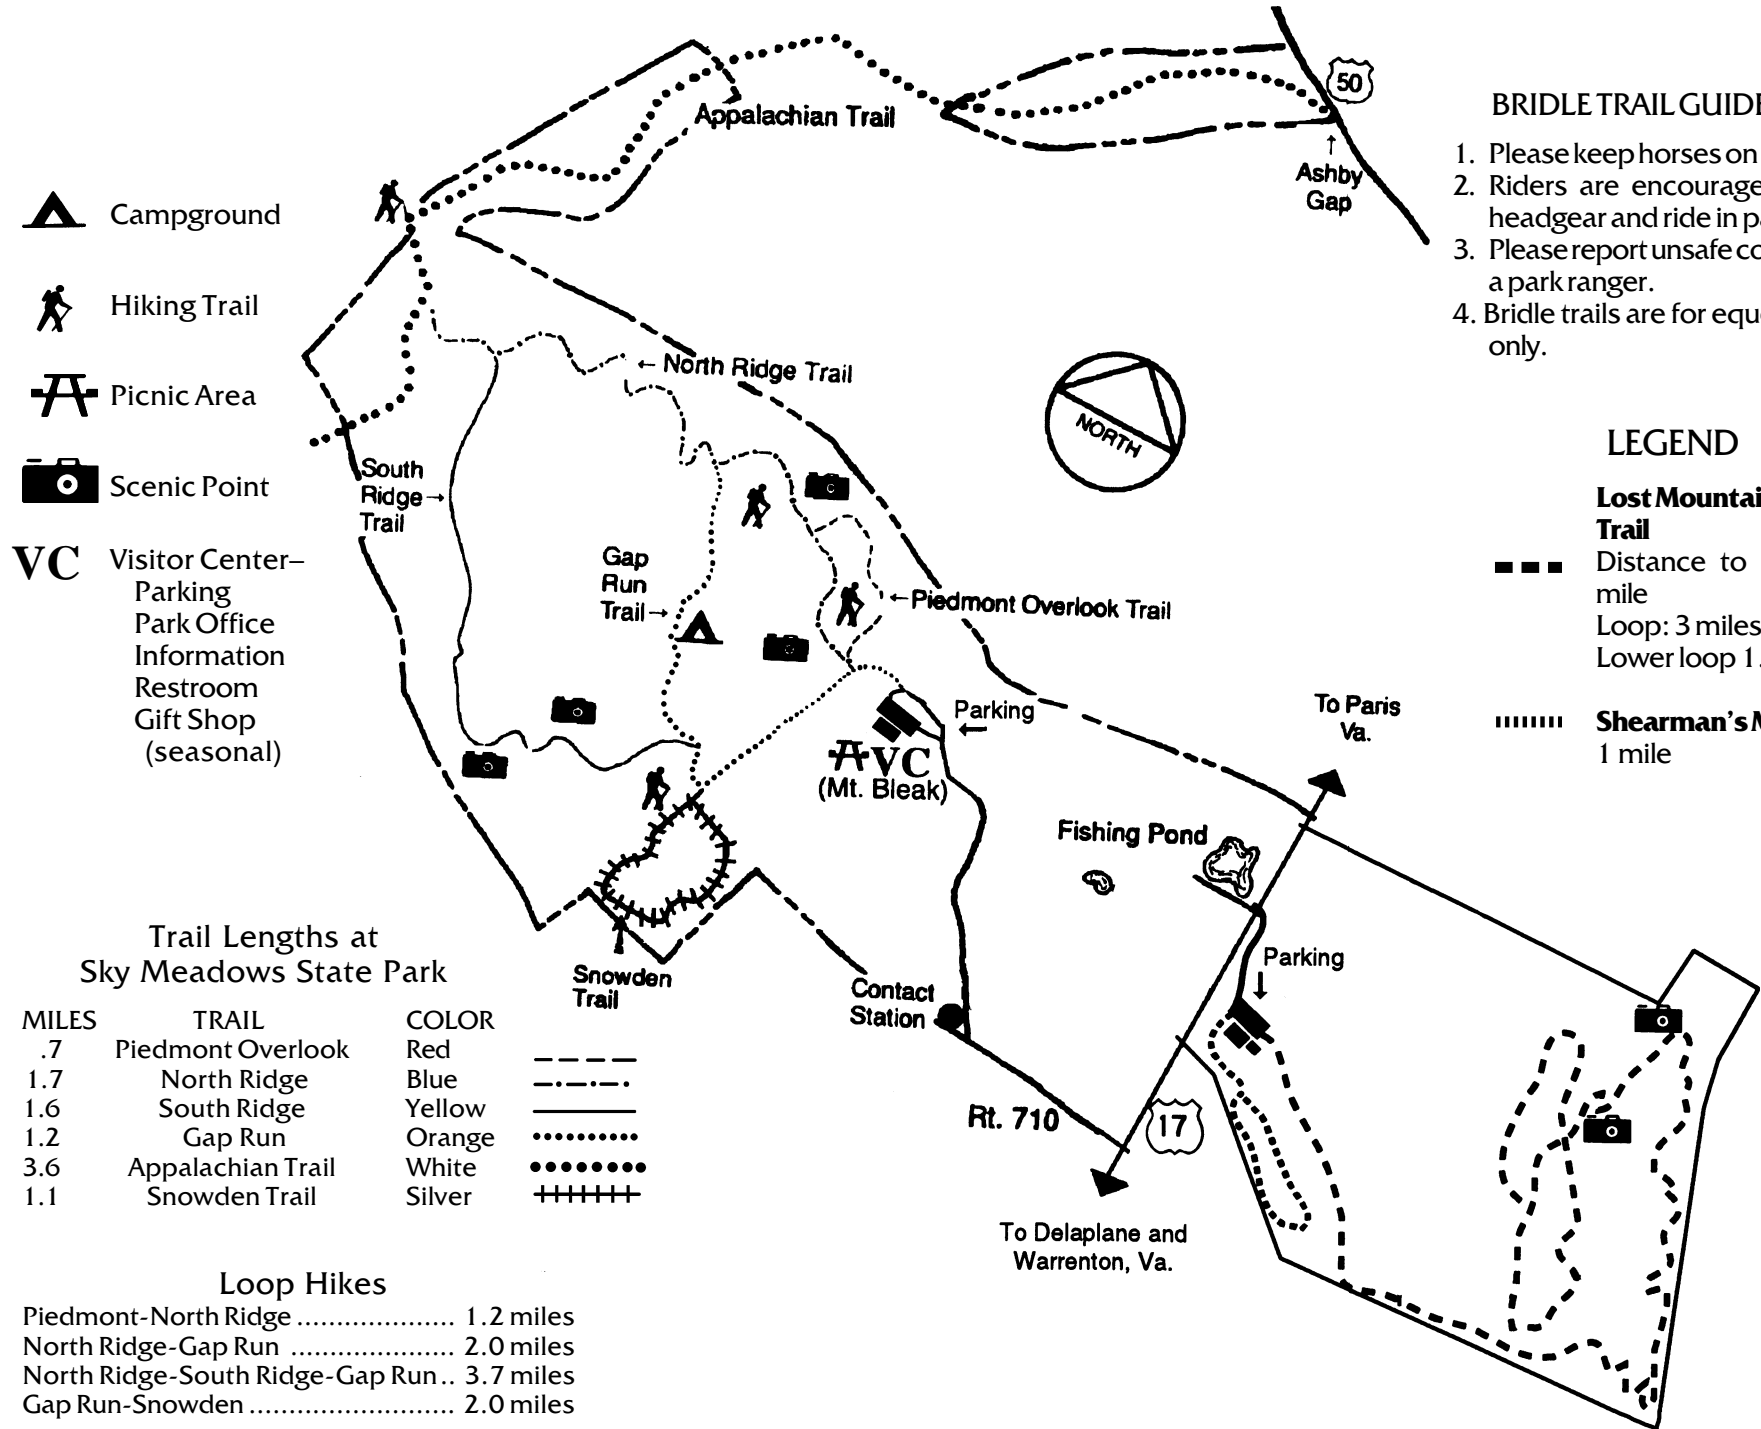 Appalachian Trail
50
Ashby
Gap
BRIDLE TRAIL GUIDE
1. Please keep horses on
2. Riders are encourage
headgear and ride in pa
3. Please report unsafe co
a park ranger.
4. Bridle trails are for eque
only.
Campground
Hiking Trail
Picnic Area
Scenic Point
VC Visitor Center–
Parking
Park Office
Information
Restroom
Gift Shop
(seasonal)
← North Ridge Trail
NORTH
South
Ridge →
Trail
Gap
Run
Trail →
← Piedmont Overlook Trail
Parking
←
VC
(Mt. Bleak)
To Paris
Va.
Fishing Pond
LEGEND
Lost Mountai
Trail
Distance to
mile
Loop: 3 miles
Lower loop 1.
Shearman's M
1 mile
Snowden
Trail
Contact
Station
Parking
Rt. 710
17
To Delaplane and
Warrenton, Va.
Trail Lengths at
Sky Meadows State Park
MILES TRAIL COLOR
.7 Piedmont Overlook Red
1.7 North Ridge Blue
1.6 South Ridge Yellow
1.2 Gap Run Orange
3.6 Appalachian Trail White
1.1 Snowden Trail Silver
Loop Hikes
Piedmont-North Ridge .................... 1.2 miles
North Ridge-Gap Run .................... 2.0 miles
North Ridge-South Ridge-Gap Run .. 3.7 miles
Gap Run-Snowden .......................... 2.0 miles